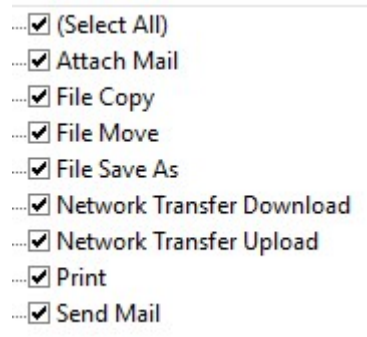 (Select All)
Attach Mail
File Copy
File Move
File Save As
Network Transfer Download
Network Transfer Upload
Print
Send Mail